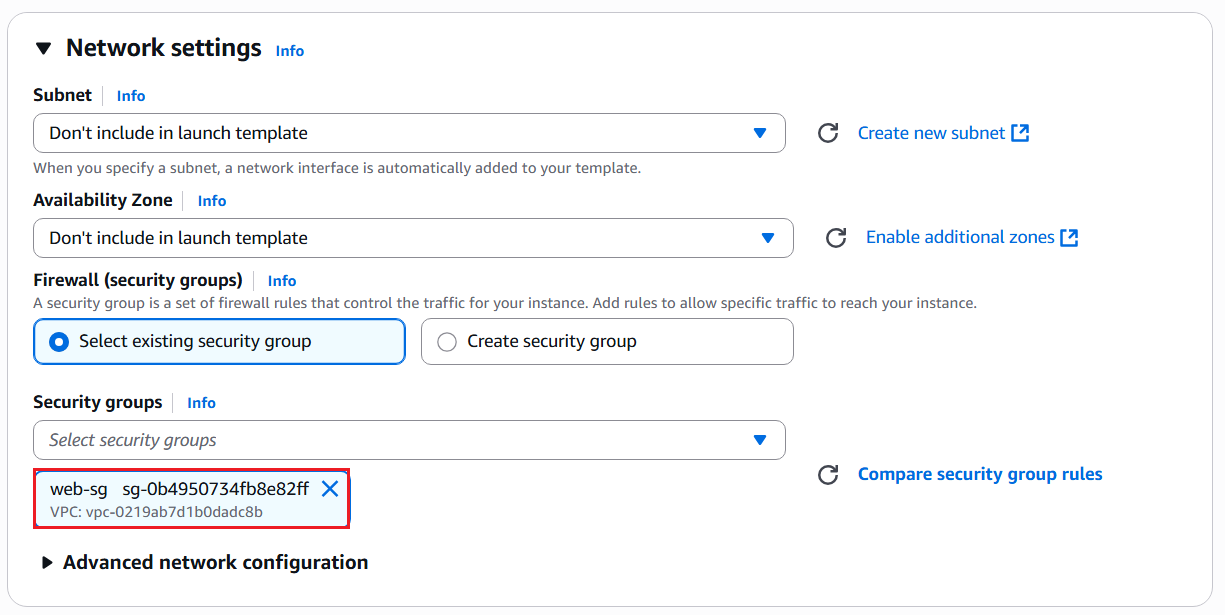 Network settings Info
Subnet Info
Don't include in launch template
Create new subnet
When you specify a subnet, a network interface is automatically added to your template.
Availability Zone Info
Don't include in launch template
Enable additional zones
Firewall (security groups) Info
A security group is a set of firewall rules that control the traffic for your instance. Add rules to allow specific traffic to reach your instance.
Select existing security group
Create security group
Security groups Info
Select security groups
web-sg sg-0b4950734fb8e82ff
VPC: vpc-0219ab7d1b0dadc8b
Compare security group rules
Advanced network configuration